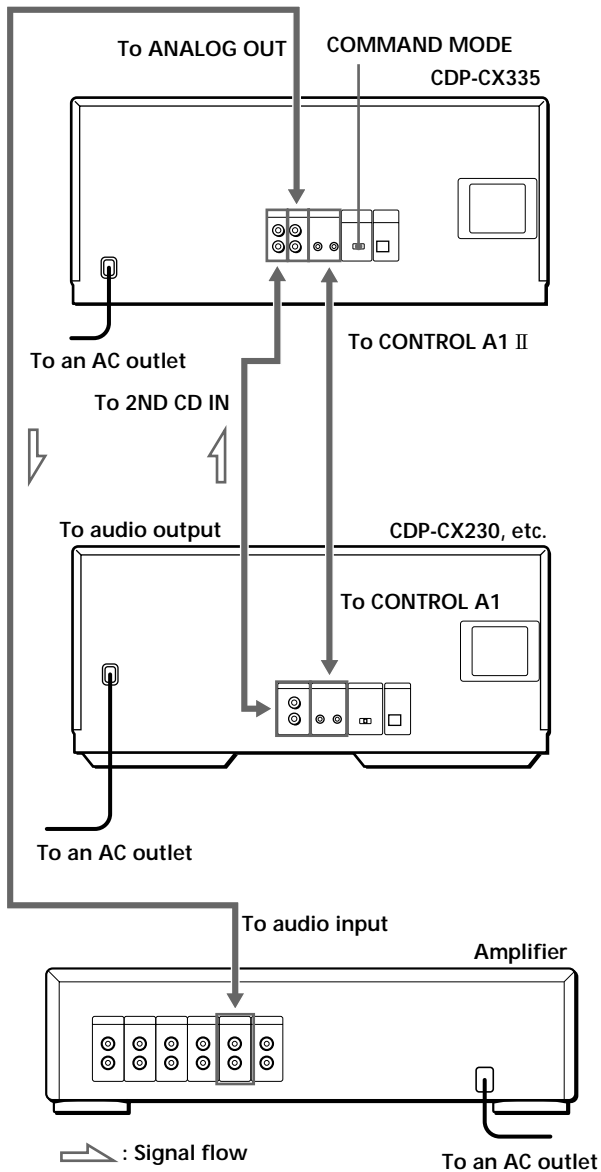 To ANALOG OUT
COMMAND MODE
CDP-CX335
To an AC outlet
To CONTROL A1 II
To 2ND CD IN
To audio output
CDP-CX230, etc.
To CONTROL A1
To an AC outlet
To audio input
Amplifier
: Signal flow
To an AC outlet